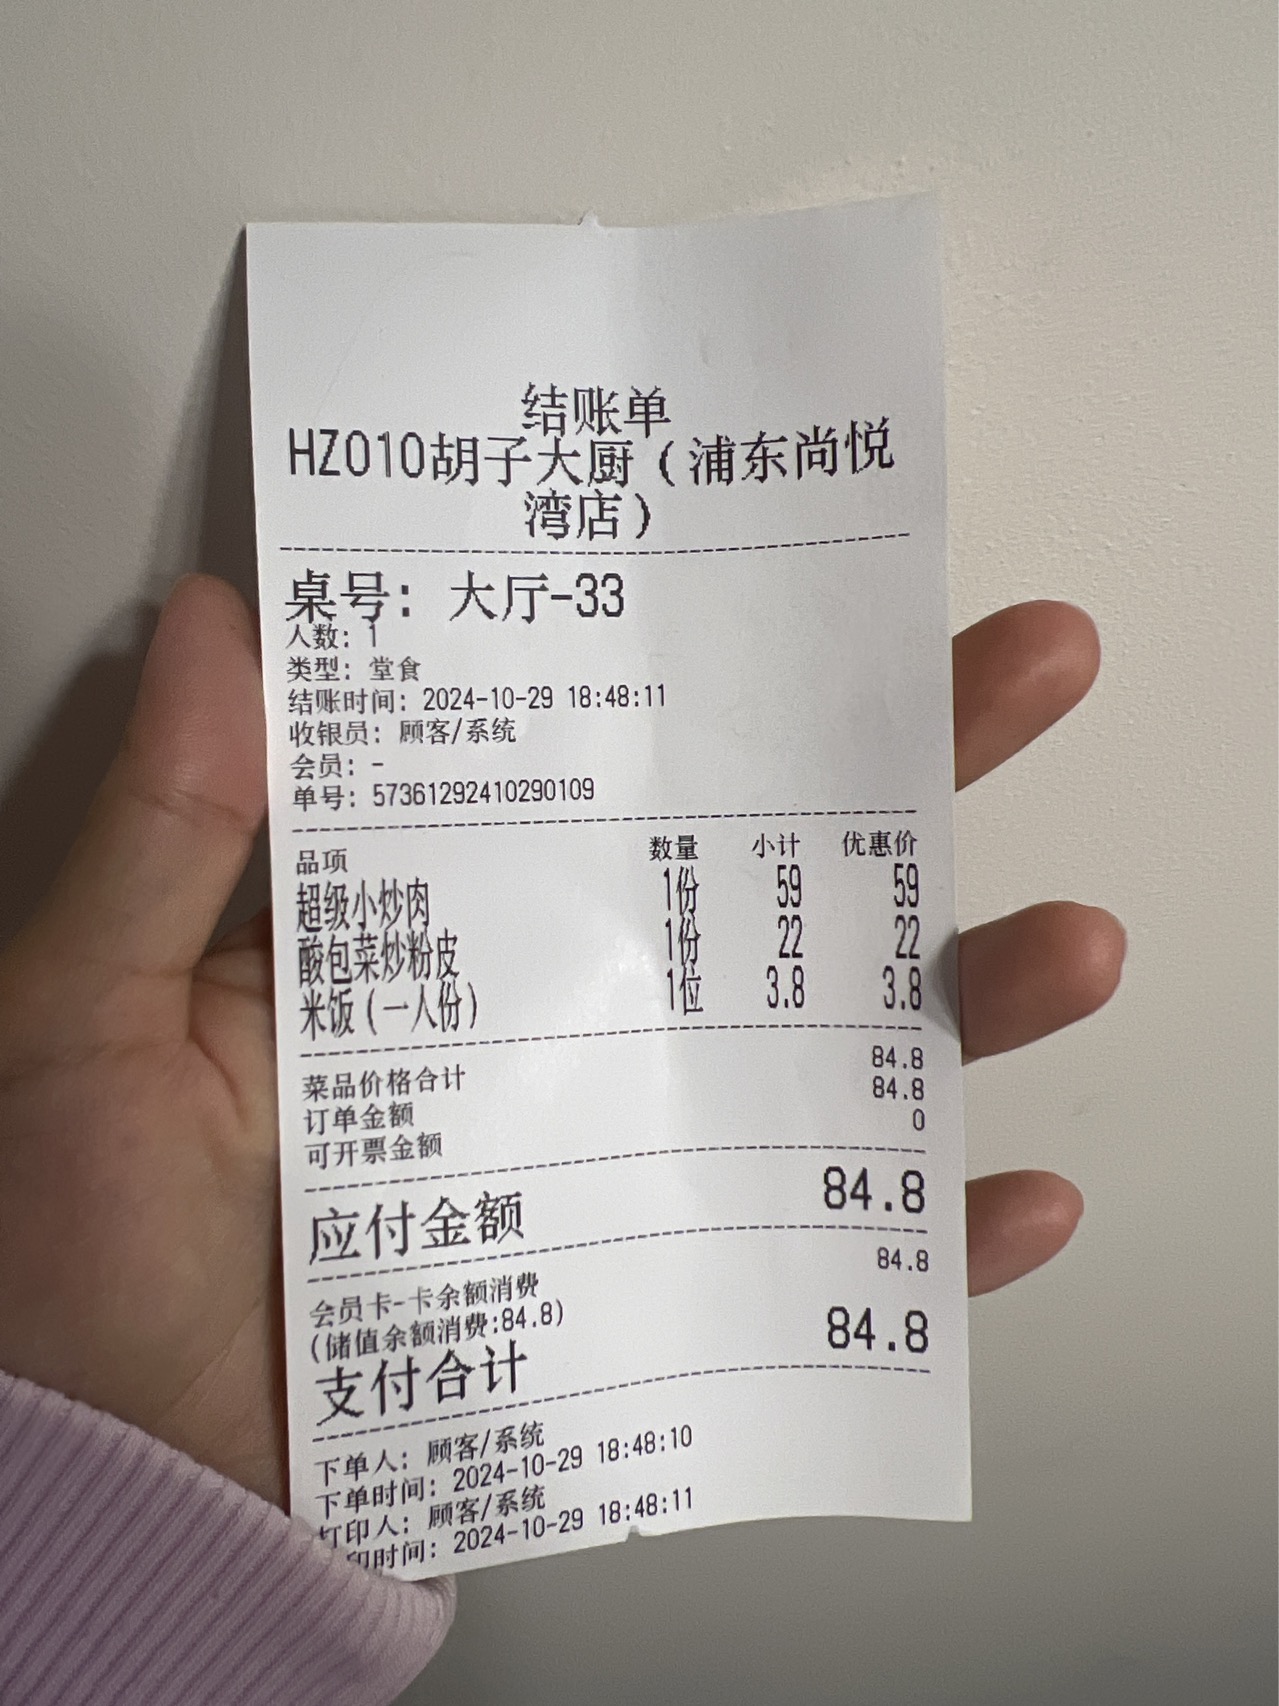 结账单
HZ010胡子大厨（浦东尚悦
湾店）
桌号：大厅-33
人数：1
类型：堂食
结账时间：2024-10-29 18:48:11
收银员：顾客/系统
会员：-
单号：57361292410290109
品项 数量 小计 优惠价
超级小炒肉 1份 59 59
酸包菜炒粉皮 1份 22 22
米饭（一人份） 1位 3.8 3.8
菜品价格合计 84.8
订单金额 84.8
可开票金额 0
应付金额 84.8
会员卡-卡余额消费 84.8
(储值余额消费:84.8)
支付合计 84.8
下单人：顾客/系统
下单时间：2024-10-29 18:48:10
打印人：顾客/系统
印时间：2024-10-29 18:48:11